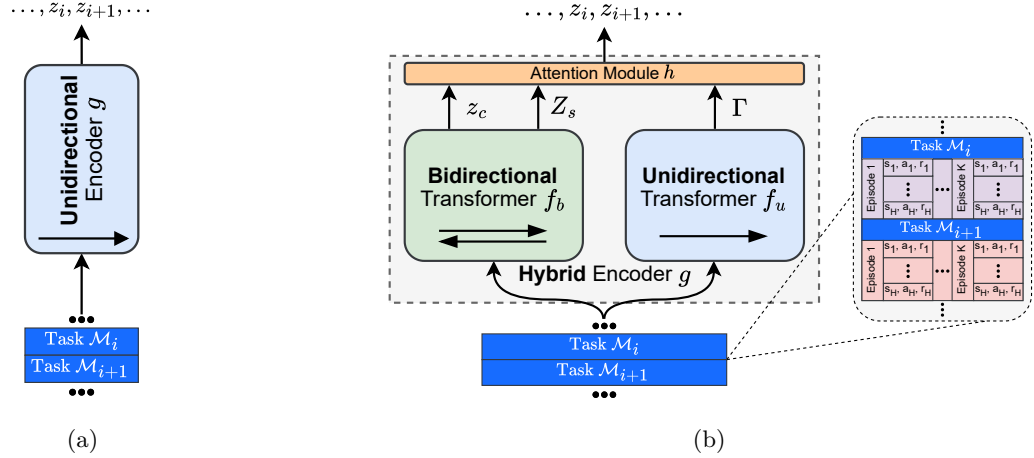 …, z_i, z_{i+1}, …
Unidirectional
Encoder g
Task M_i
Task M_{i+1}
(a)
…, z_i, z_{i+1}, …
Attention Module h
z_c
Z_s
Γ
Bidirectional
Transformer f_b
Unidirectional
Transformer f_u
Hybrid Encoder g
Task M_i
Task M_{i+1}
(b)
Task M_i
Episode 1
s_1, a_1, r_1
s_H, a_H, r_H
Episode K
s_1, a_1, r_1
s_H, a_H, r_H
Task M_{i+1}
Episode 1
s_1, a_1, r_1
s_H, a_H, r_H
Episode K
s_1, a_1, r_1
s_H, a_H, r_H